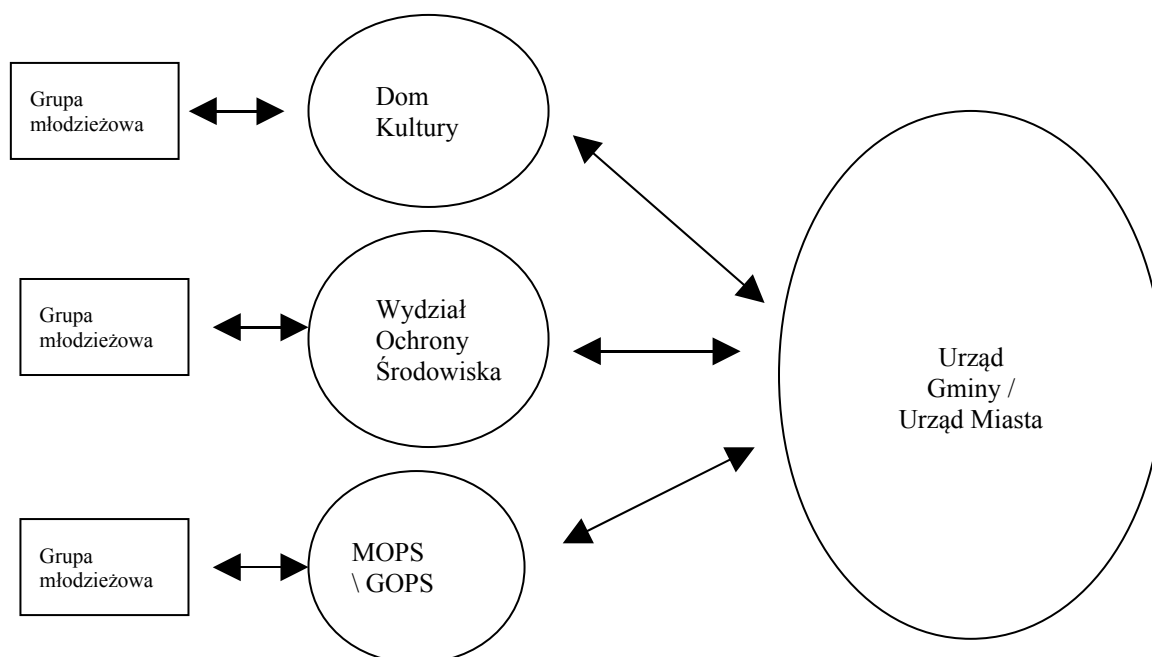 Grupa
młodzieżowa
Dom
Kultury
Grupa
młodzieżowa
Wydział
Ochrony
Środowiska
Urząd
Gminy /
Urząd Miasta
Grupa
młodzieżowa
MOPS
\ GOPS